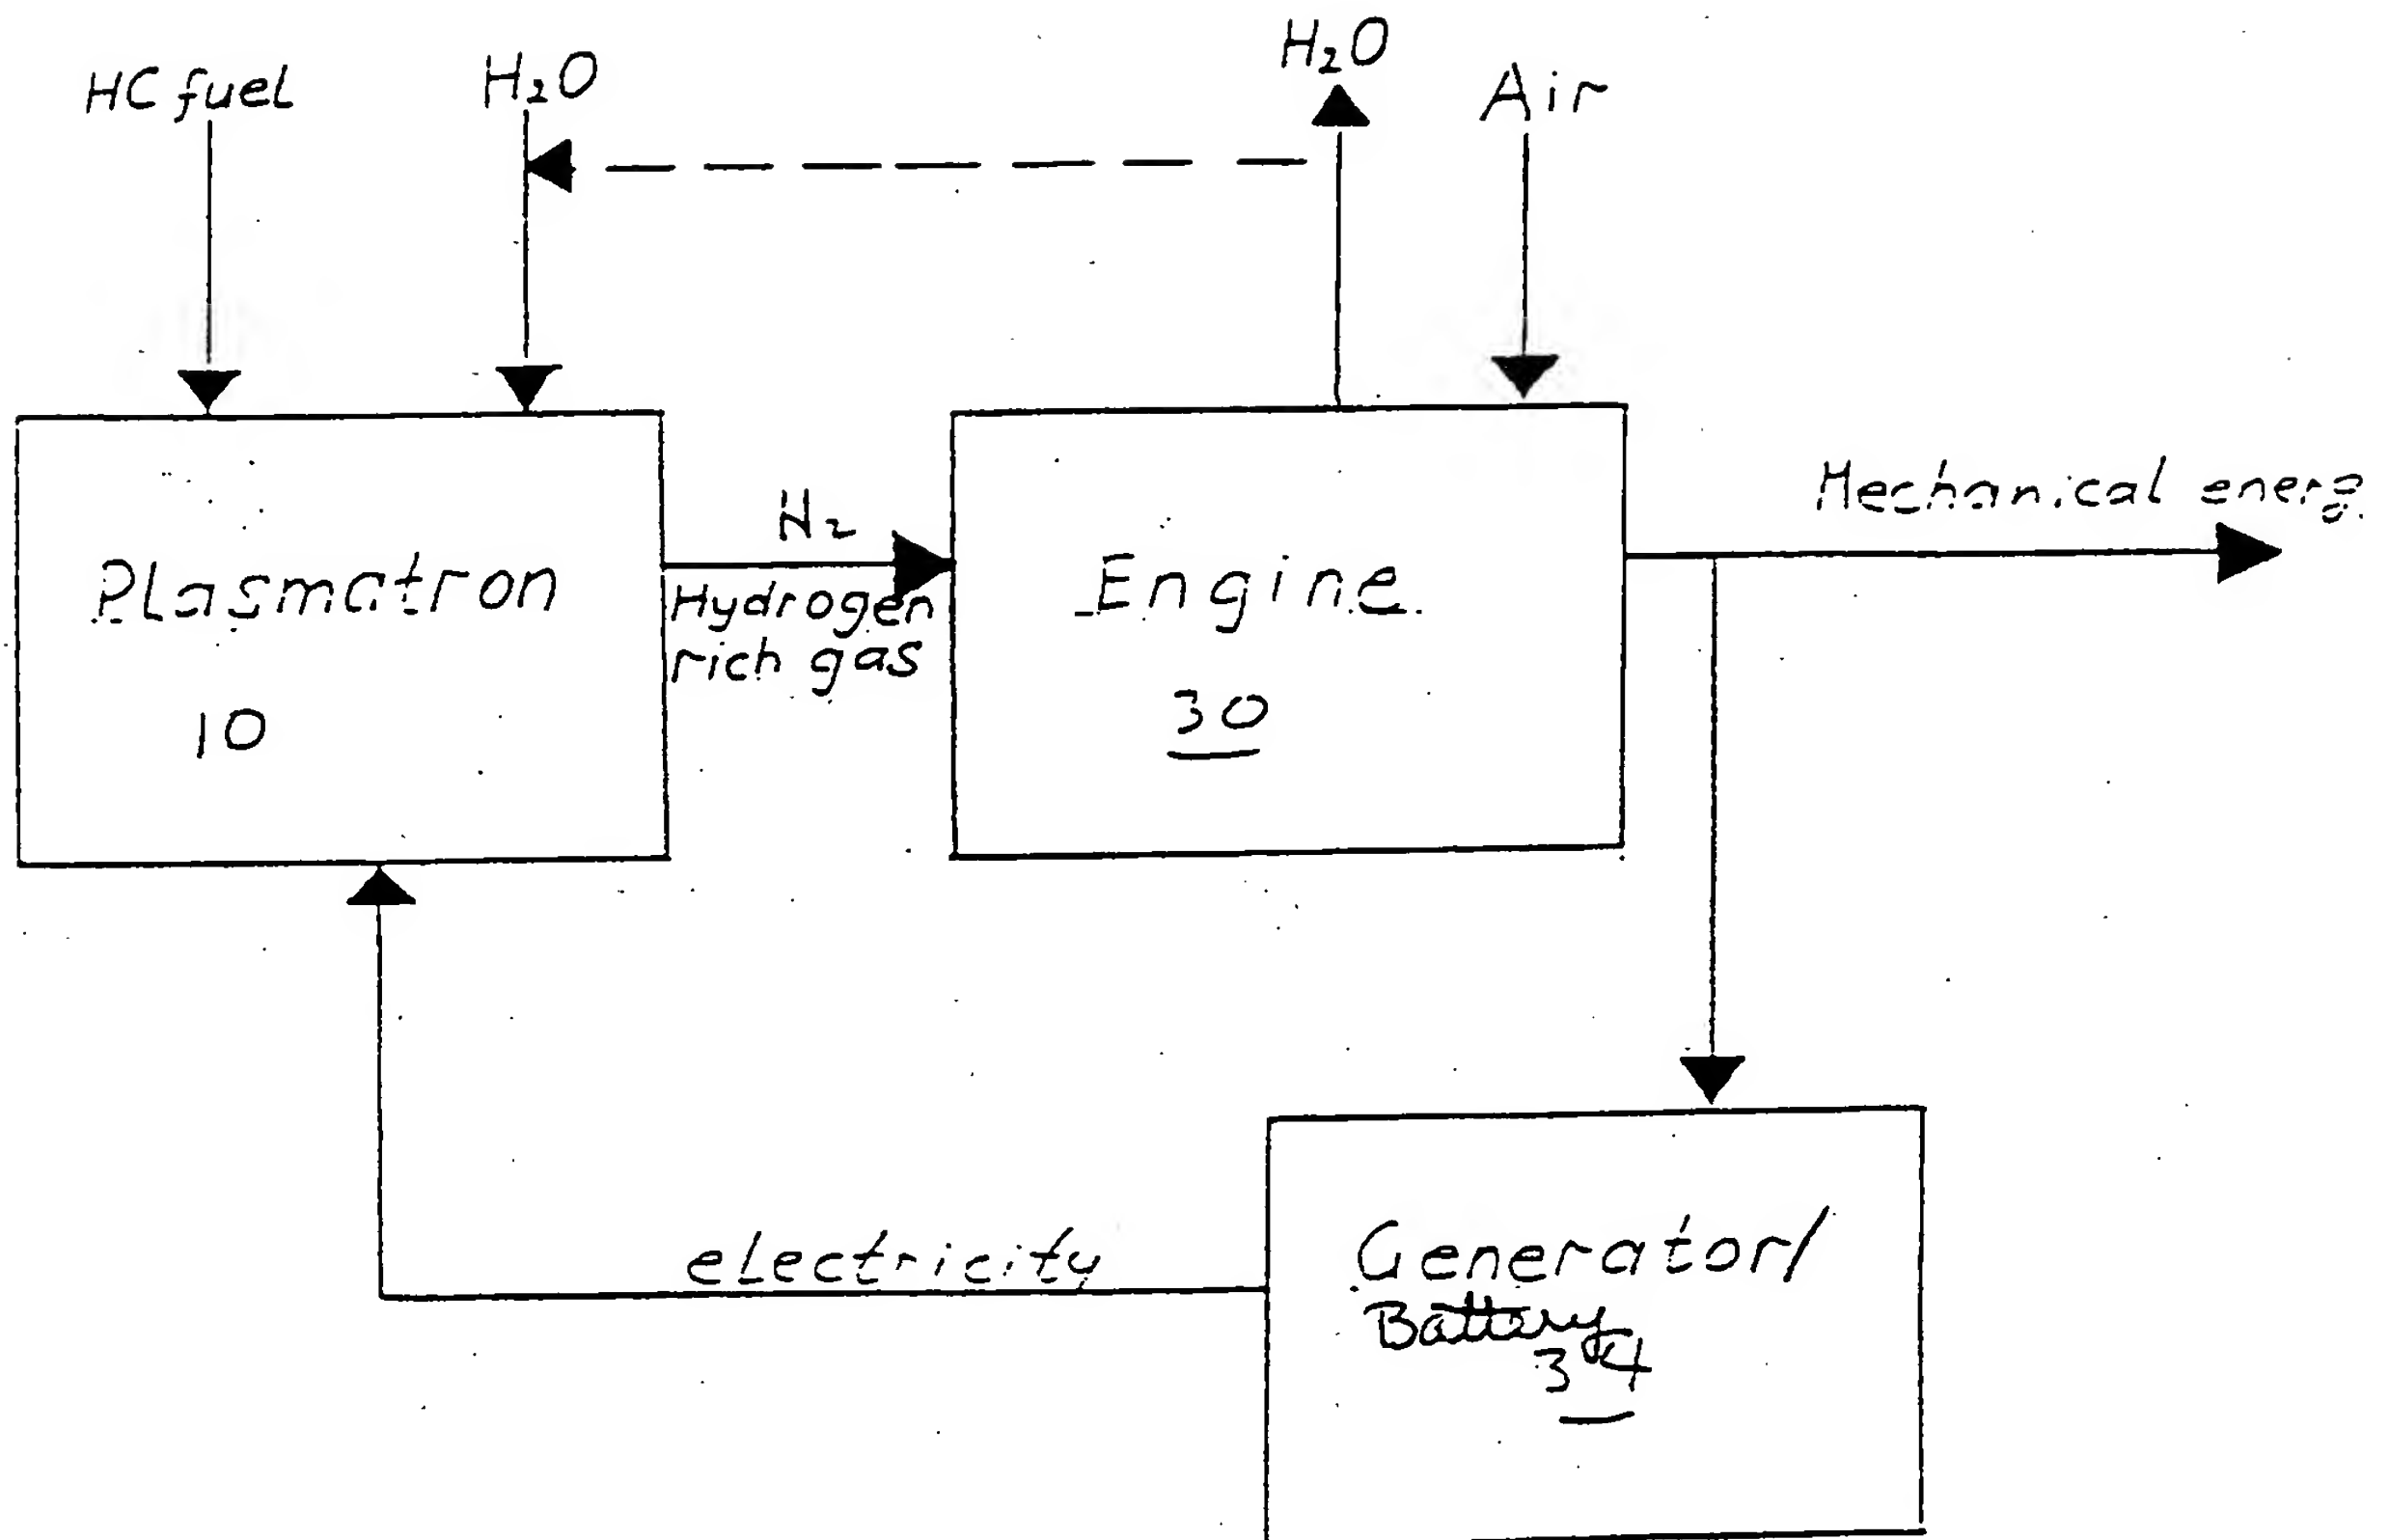 HC fuel
H₂O
H₂O
Air
Mechanical energ
Plasmatron
10
H₂
Hydrogen
rich gas
Engine
30
electricity
Generator/
Battery
34